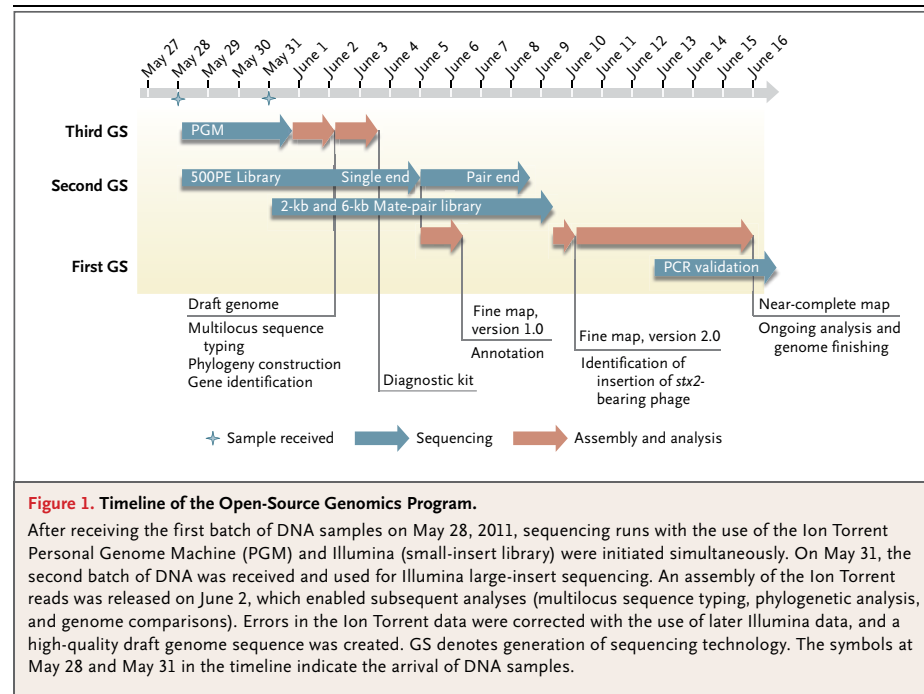 May 27
May 28
May 29
May 30
May 31
June 1
June 2
June 3
June 4
June 5
June 6
June 7
June 8
June 9
June 10
June 11
June 12
June 13
June 14
June 15
June 16
Third GS
PGM
Second GS
500PE Library
Single end
Pair end
2-kb and 6-kb Mate-pair library
First GS
PCR validation
Draft genome
Multilocus sequence
typing
Phylogeny construction
Gene identification
Diagnostic kit
Fine map,
version 1.0
Annotation
Fine map, version 2.0
Identification of
insertion of stx2-
bearing phage
Near-complete map
Ongoing analysis and
genome finishing
Sample received
Sequencing
Assembly and analysis
Figure 1. Timeline of the Open-Source Genomics Program.
After receiving the first batch of DNA samples on May 28, 2011, sequencing runs with the use of the Ion Torrent
Personal Genome Machine (PGM) and Illumina (small-insert library) were initiated simultaneously. On May 31, the
second batch of DNA was received and used for Illumina large-insert sequencing. An assembly of the Ion Torrent
reads was released on June 2, which enabled subsequent analyses (multilocus sequence typing, phylogenetic analysis,
and genome comparisons). Errors in the Ion Torrent data were corrected with the use of later Illumina data, and a
high-quality draft genome sequence was created. GS denotes generation of sequencing technology. The symbols at
May 28 and May 31 in the timeline indicate the arrival of DNA samples.